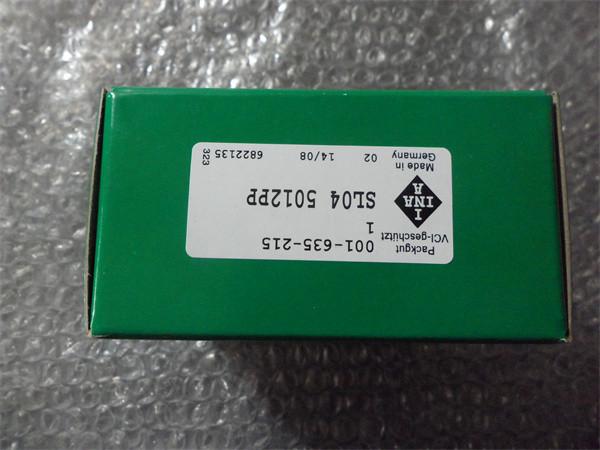 Packgut
VCI-geschützt
001-635-215
1
I
INA
A
SL04 5012PP
Made in
Germany
02 14/08 6822135
323